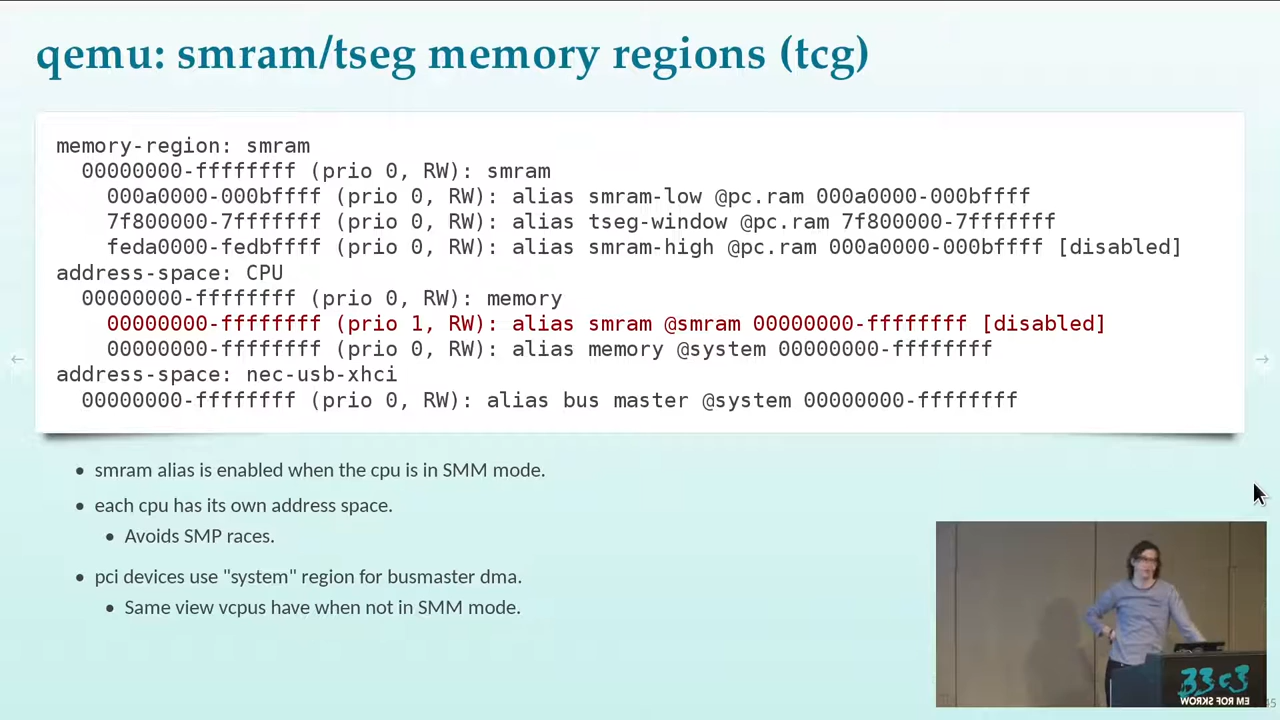 qemu: smram/tseg memory regions (tcg)
memory-region: smram
00000000-ffffffff (prio 0, RW): smram
000a0000-000bffff (prio 0, RW): alias smram-low @pc.ram 000a0000-000bffff
7f800000-7fffffff (prio 0, RW): alias tseg-window @pc.ram 7f800000-7fffffff
feda0000-fedbffff (prio 0, RW): alias smram-high @pc.ram 000a0000-000bffff [disabled]
address-space: CPU
00000000-ffffffff (prio 0, RW): memory
00000000-ffffffff (prio 1, RW): alias smram @smram 00000000-ffffffff [disabled]
00000000-ffffffff (prio 0, RW): alias memory @system 00000000-ffffffff
address-space: nec-usb-xhci
00000000-ffffffff (prio 0, RW): alias bus master @system 00000000-ffffffff
← →
• smram alias is enabled when the cpu is in SMM mode.
• each cpu has its own address space.
• Avoids SMP races.
• pci devices use "system" region for busmaster dma.
• Same view vcpus have when not in SMM mode.
33c3